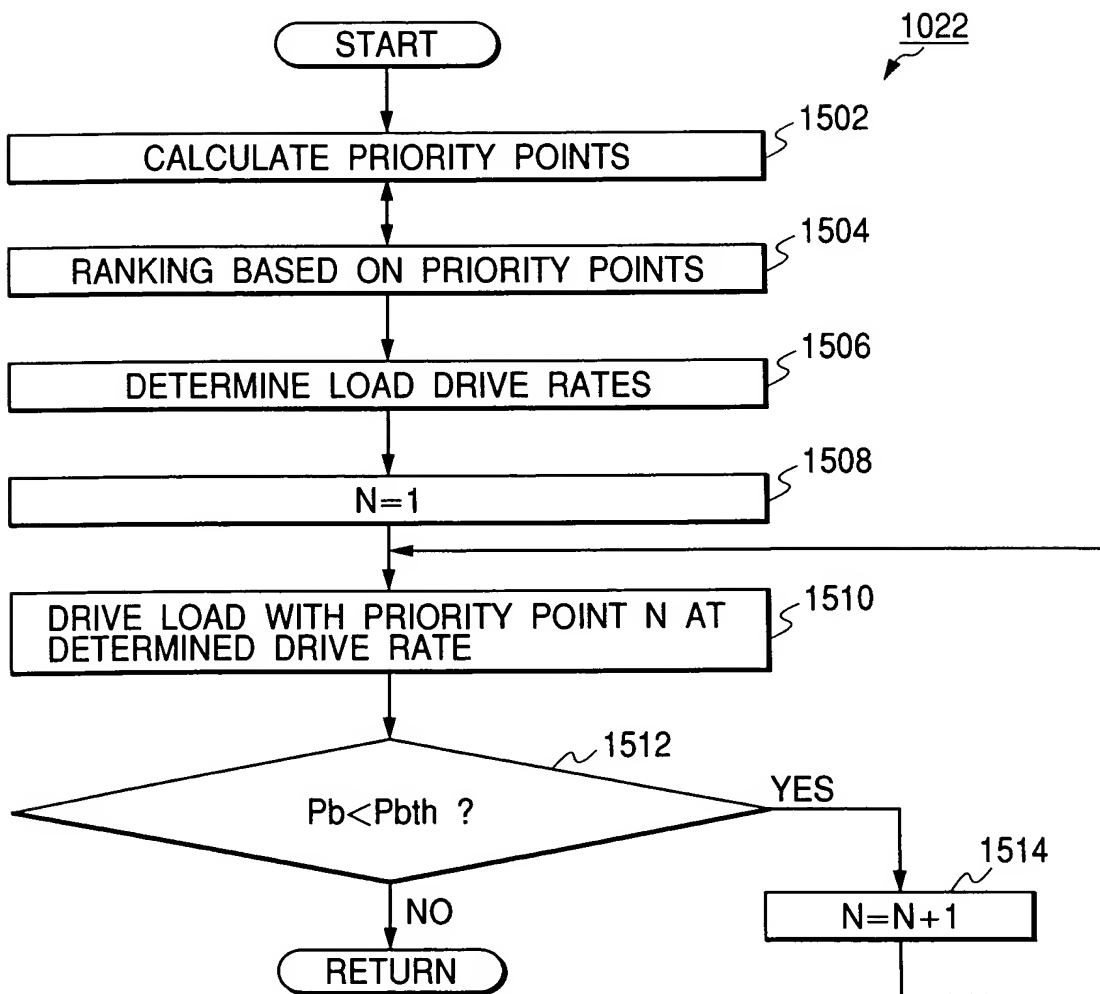 START
1022
1502
CALCULATE PRIORITY POINTS
1504
RANKING BASED ON PRIORITY POINTS
1506
DETERMINE LOAD DRIVE RATES
1508
N=1
1510
DRIVE LOAD WITH PRIORITY POINT N AT
DETERMINED DRIVE RATE
1512
Pb<Pbth ?
YES
1514
N=N+1
NO
RETURN